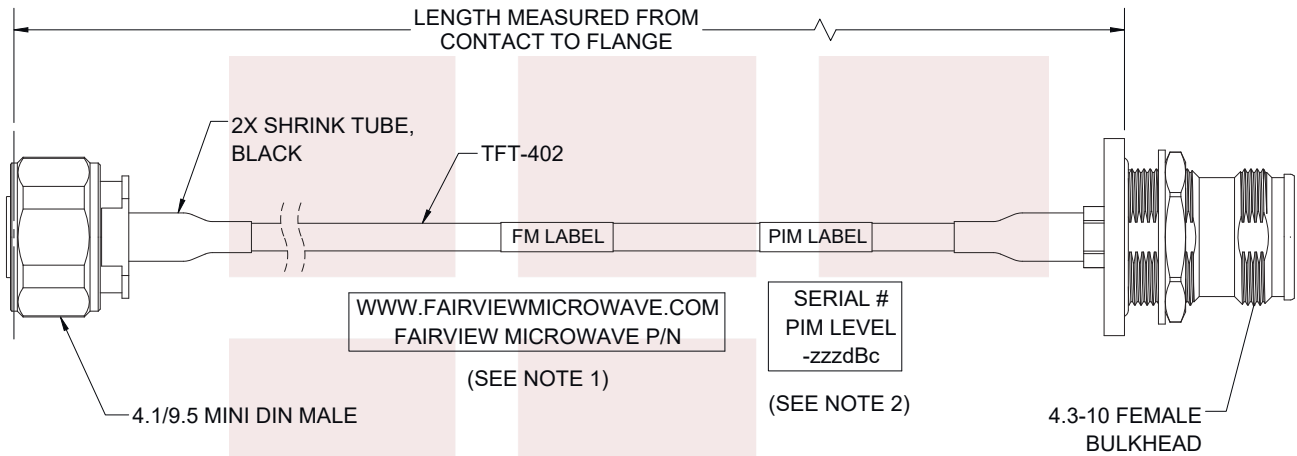 LENGTH MEASURED FROM
CONTACT TO FLANGE
2X SHRINK TUBE,
BLACK
TFT-402
FM LABEL
PIM LABEL
WWW.FAIRVIEWMICROWAVE.COM
FAIRVIEW MICROWAVE P/N
(SEE NOTE 1)
SERIAL #
PIM LEVEL
-zzzdBc
(SEE NOTE 2)
4.1/9.5 MINI DIN MALE
4.3-10 FEMALE
BULKHEAD